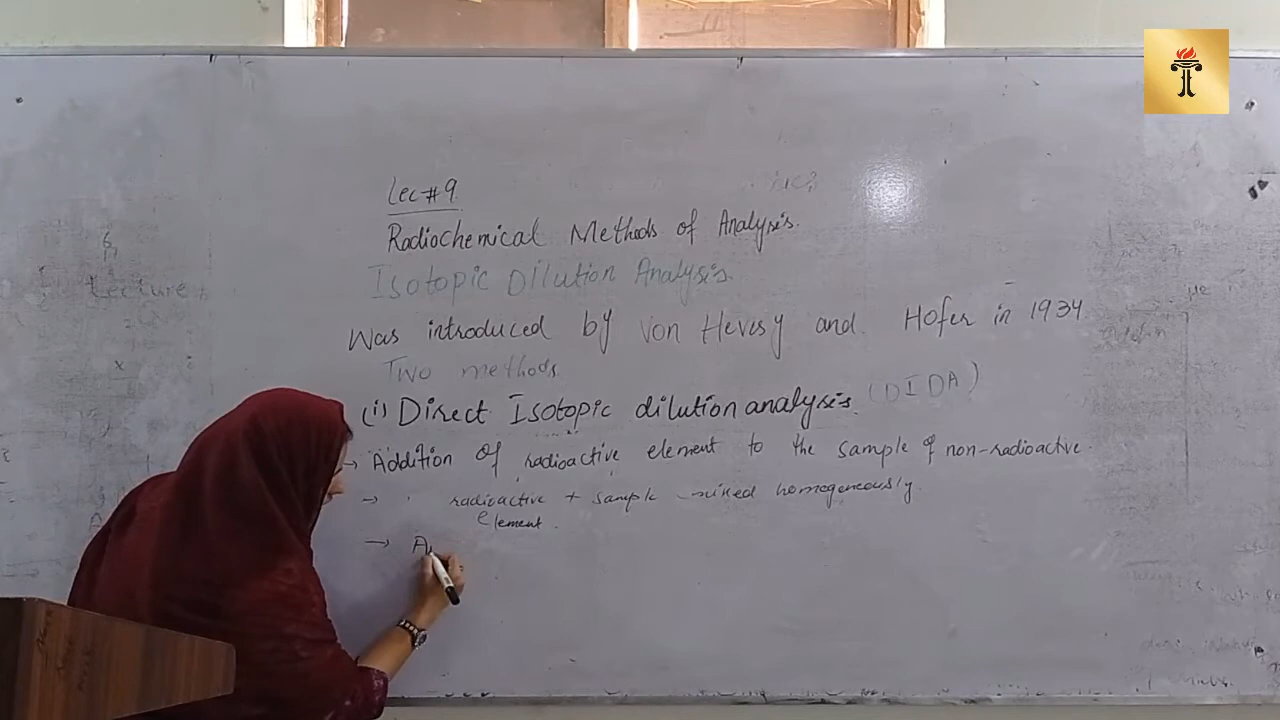 Lec # 9
Radiochemical Methods of Analysis.
Isotopic Dilution Analysis.
Was introduced by Von Hevesy and Hofer in 1934
Two methods
(i) Direct Isotopic dilution analysis. (DIDA)
→ Addition of radioactive element to the sample of non-radioactive
→ radioactive + sample mixed homogeneously.
element.
→ A
Lecture